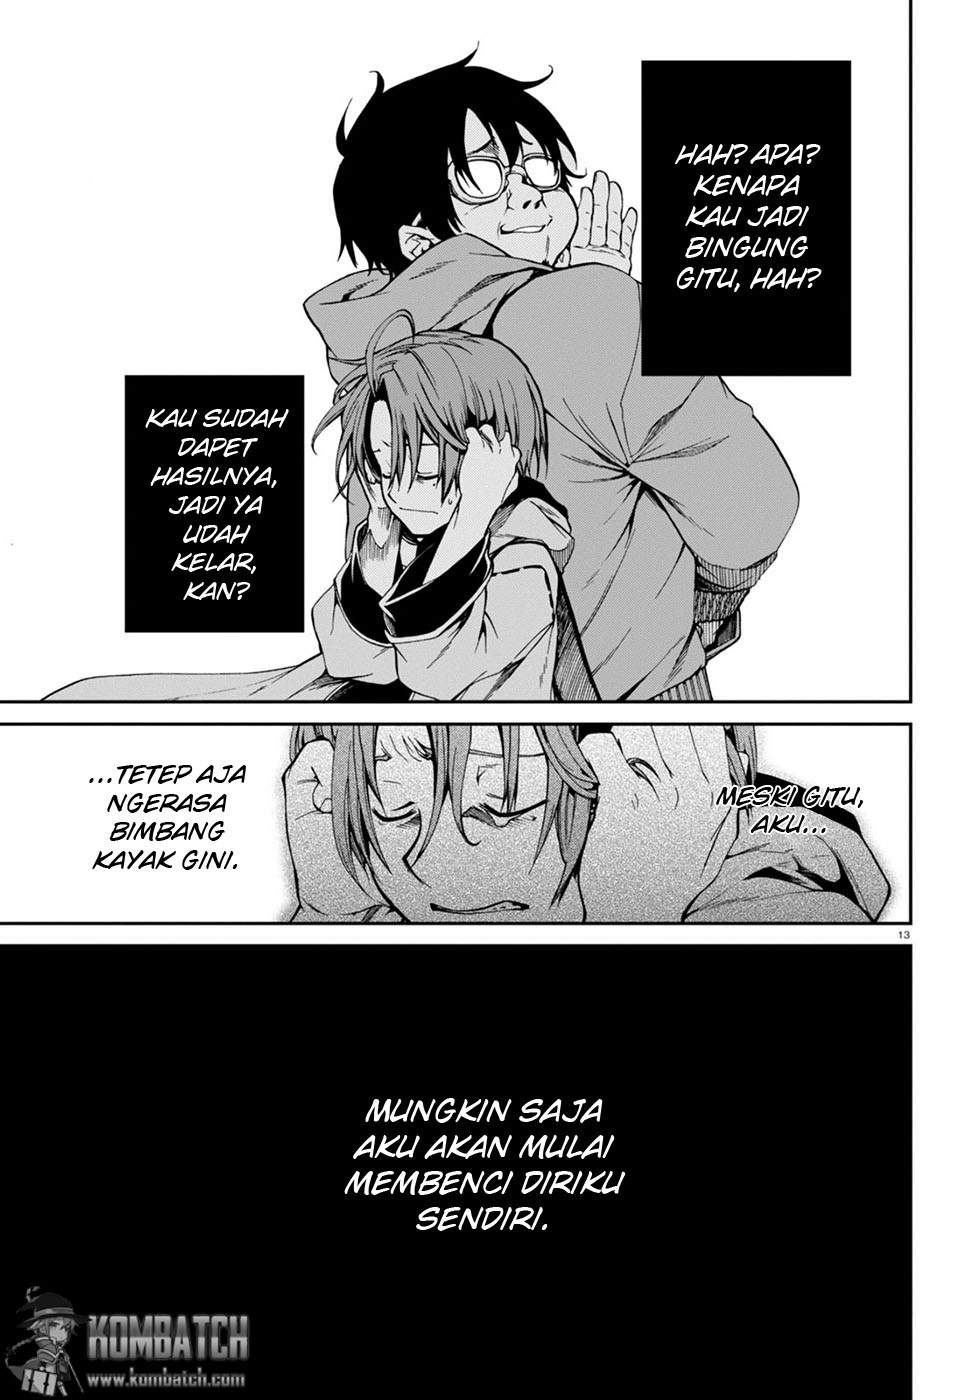 HAH? APA?
KENAPA
KAU JADI
BINGUNG
GITU, HAH?
KAU SUDAH
DAPET
HASILNYA,
JADI YA
UDAH
KELAR,
KAN?
MESKI GITU,
AKU...
...TETEP AJA
NGERASA
BIMBANG
KAYAK GINI.
13
MUNGKIN SAJA
AKU AKAN MULAI
MEMBENCI DIRIKU
SENDIRI.
KOMBATCH
www.kombatch.com